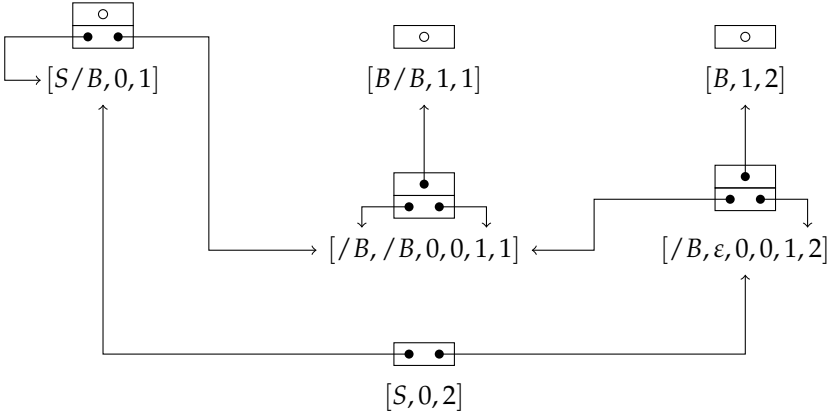 [S/B, 0, 1] [B/B, 1, 1] [B, 1, 2]
[/B, /B, 0, 0, 1, 1] [/B, ε, 0, 0, 1, 2]
[S, 0, 2]